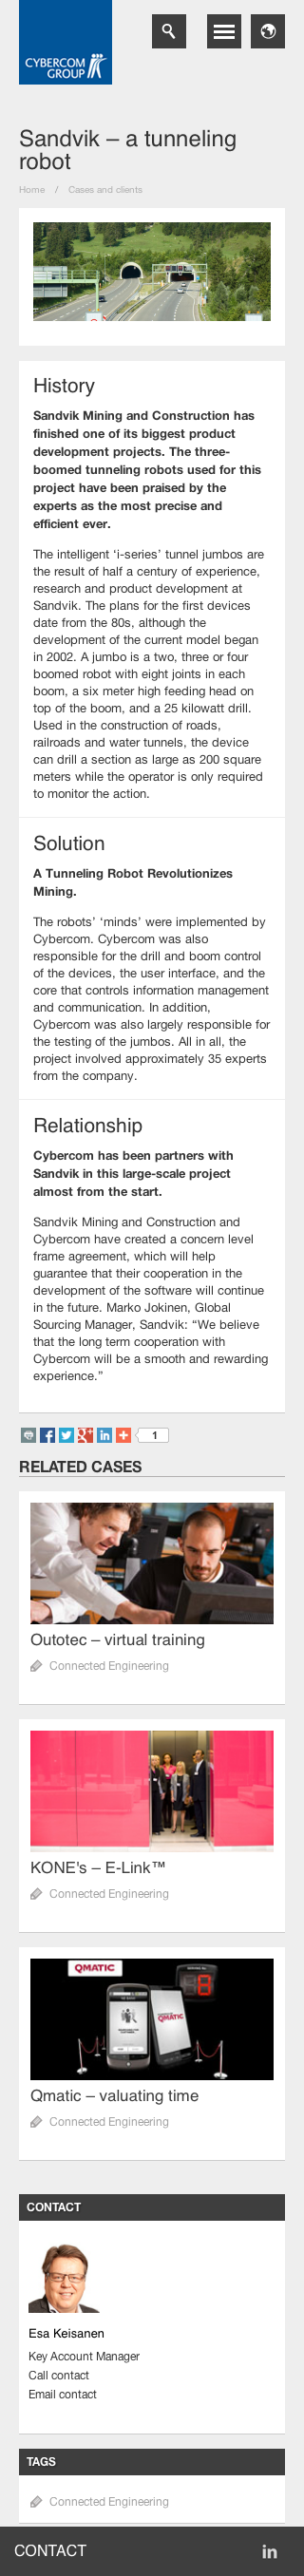 CYBERCOM
GROUP
Sandvik – a tunneling
robot
Home / Cases and clients
History
Sandvik Mining and Construction has
finished one of its biggest product
development projects. The three-
boomed tunneling robots used for this
project have been praised by the
experts as the most precise and
efficient ever.
The intelligent ‘i-series’ tunnel jumbos are
the result of half a century of experience,
research and product development at
Sandvik. The plans for the first devices
date from the 80s, although the
development of the current model began
in 2002. A jumbo is a two, three or four
boomed robot with eight joints in each
boom, a six meter high feeding head on
top of the boom, and a 25 kilowatt drill.
Used in the construction of roads,
railroads and water tunnels, the device
can drill a section as large as 200 square
meters while the operator is only required
to monitor the action.
Solution
A Tunneling Robot Revolutionizes
Mining.
The robots’ ‘minds’ were implemented by
Cybercom. Cybercom was also
responsible for the drill and boom control
of the devices, the user interface, and the
core that controls information management
and communication. In addition,
Cybercom was also largely responsible for
the testing of the jumbos. All in all, the
project involved approximately 35 experts
from the company.
Relationship
Cybercom has been partners with
Sandvik in this large-scale project
almost from the start.
Sandvik Mining and Construction and
Cybercom have created a concern level
frame agreement, which will help
guarantee that their cooperation in the
development of the software will continue
in the future. Marko Jokinen, Global
Sourcing Manager, Sandvik: “We believe
that the long term cooperation with
Cybercom will be a smooth and rewarding
experience.”
1
RELATED CASES
Outotec – virtual training
Connected Engineering
KONE's – E-Link™
Connected Engineering
QMATIC
Qmatic – valuating time
Connected Engineering
CONTACT
Esa Keisanen
Key Account Manager
Call contact
Email contact
TAGS
Connected Engineering
CONTACT